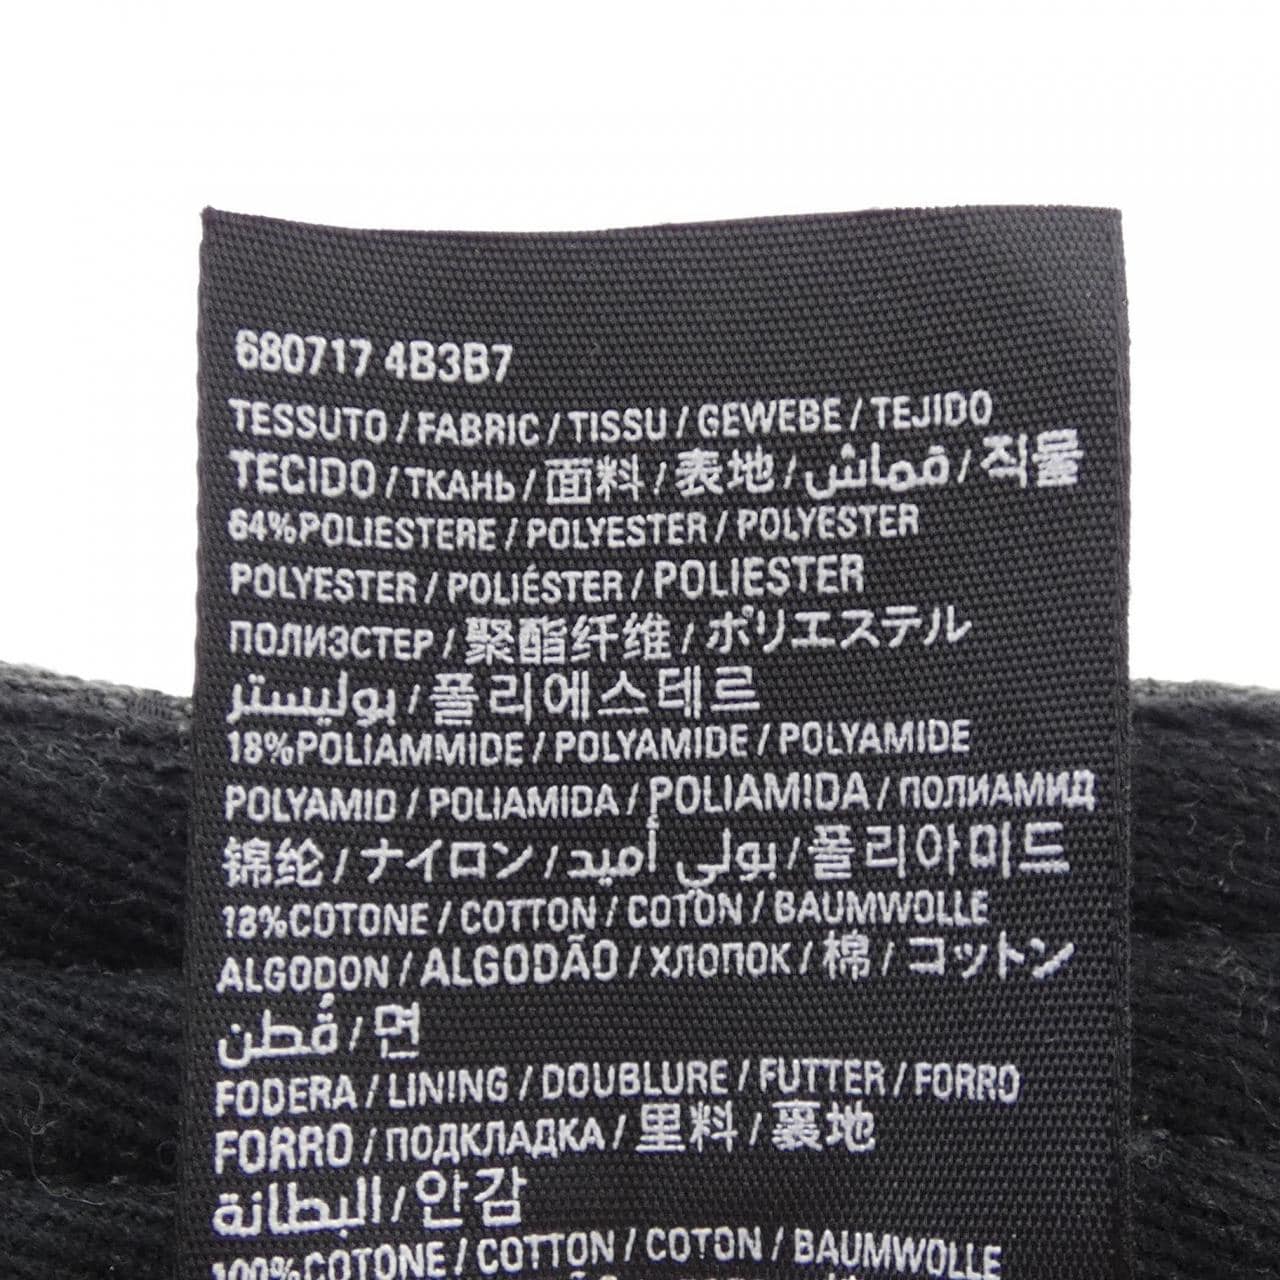 680717 4B3B7
TESSUTO / FABRIC / TISSU / GEWEBE / TEJIDO
TECIDO / ТКАНЬ / 面料 / 表地 / قماش / 직물
64%POLIESTERE / POLYESTER / POLYESTER
POLYESTER / POLIÉSTER / POLIESTER
ПОЛИЭСТЕР / 聚酯纤维 / ポリエステル
بوليستر / 폴리에스테르
18%POLIAMMIDE / POLYAMIDE / POLYAMIDE
POLYAMID / POLIAMIDA / POLIAMIDA / ПОЛИАМИД
锦纶 / ナイロン / بولي أميد / 폴리아미드
18%COTONE / COTTON / COTON / BAUMWOLLE
ALGODON / ALGODÃO / ХЛОПОК / 棉 / コットン
قُطن / 면
FODERA / LINING / DOUBLURE / FUTTER / FORRO
FORRO / ПОДКЛАДКА / 里料 / 裏地
البطانة / 안감
100%COTONE / COTTON / COTON / BAUMWOLLE